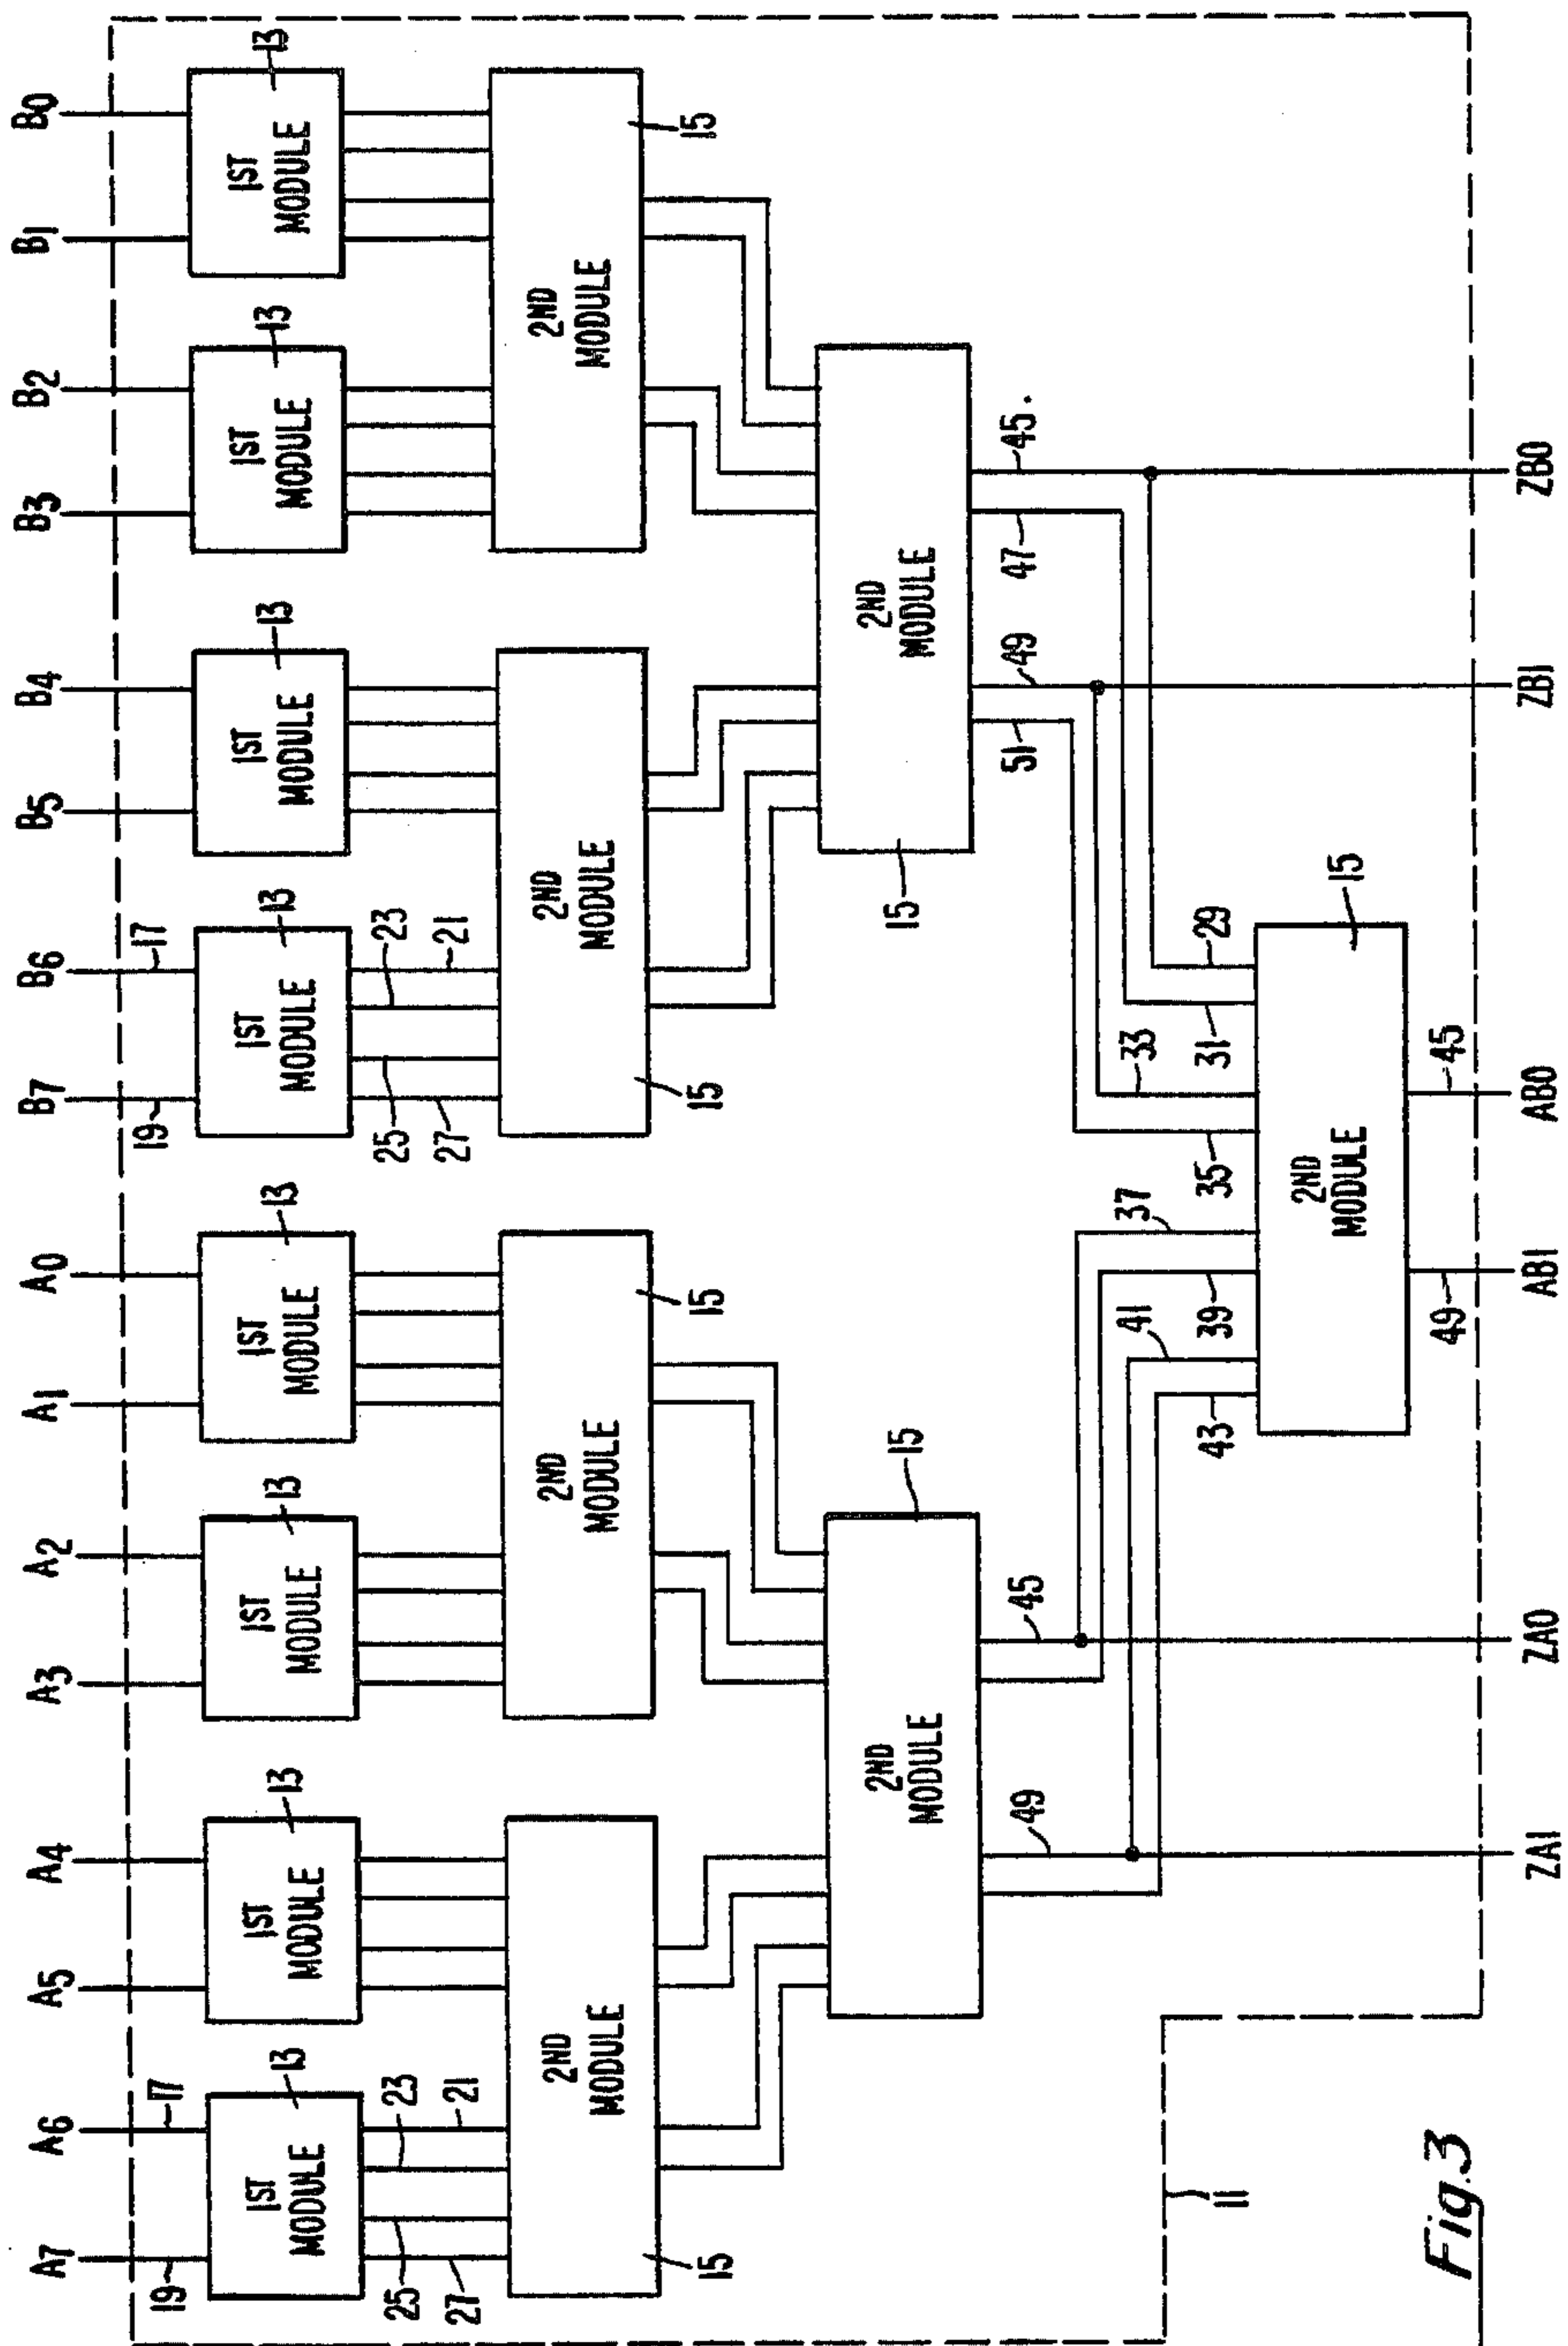 A7 A6 A5 A4 A3 A2 A1 A0 B7 B6 B5 B4 B3 B2 B1 B0
19 17 19 17
13 13 13 13 13 13 13 13
1ST MODULE
1ST MODULE
1ST MODULE
1ST MODULE
1ST MODULE
1ST MODULE
1ST MODULE
1ST MODULE
25 23 25 23
27 21 27 21
2ND MODULE
2ND MODULE
2ND MODULE
2ND MODULE
15 15 15 15
2ND MODULE
15
2ND MODULE
15
49 45 51 49 47 45
41 37 33
43 39 35 31 29
2ND MODULE
15
11
49 45
ZA1 ZA0 AB1 AB0 ZB1 ZB0
Fig. 3